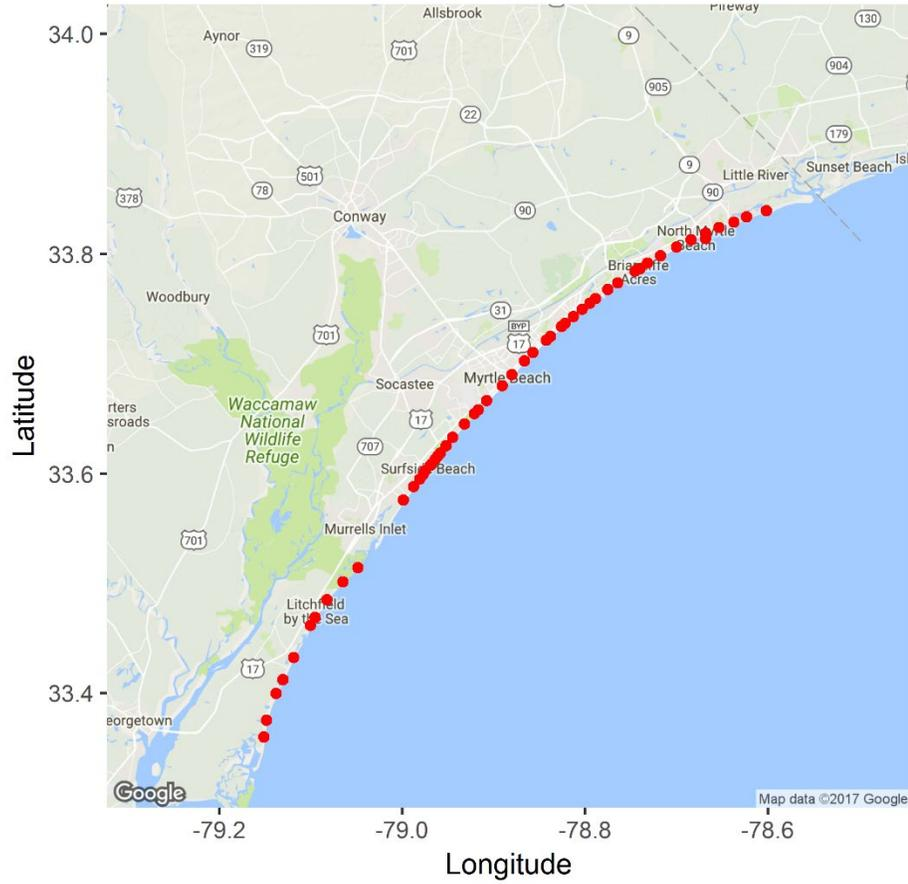 Allsbrook
Pireway
34.0
Aynor
319
701
9
130
904
905
22
179
9
Sunset Beach
Isl
Little River
501
78
378
90
90
Conway
33.8
North Myrtle
Beach
Briarcliffe
Acres
Woodbury
31
BYP
17
701
Myrtle Beach
Socastee
Waccamaw
National
Wildlife
Refuge
rters
sroads
n
17
707
33.6
Surfside Beach
Murrells Inlet
701
Litchfield
by the Sea
17
33.4
eorgetown
Google
Map data ©2017 Google
-79.2
-79.0
-78.8
-78.6
Latitude
Longitude